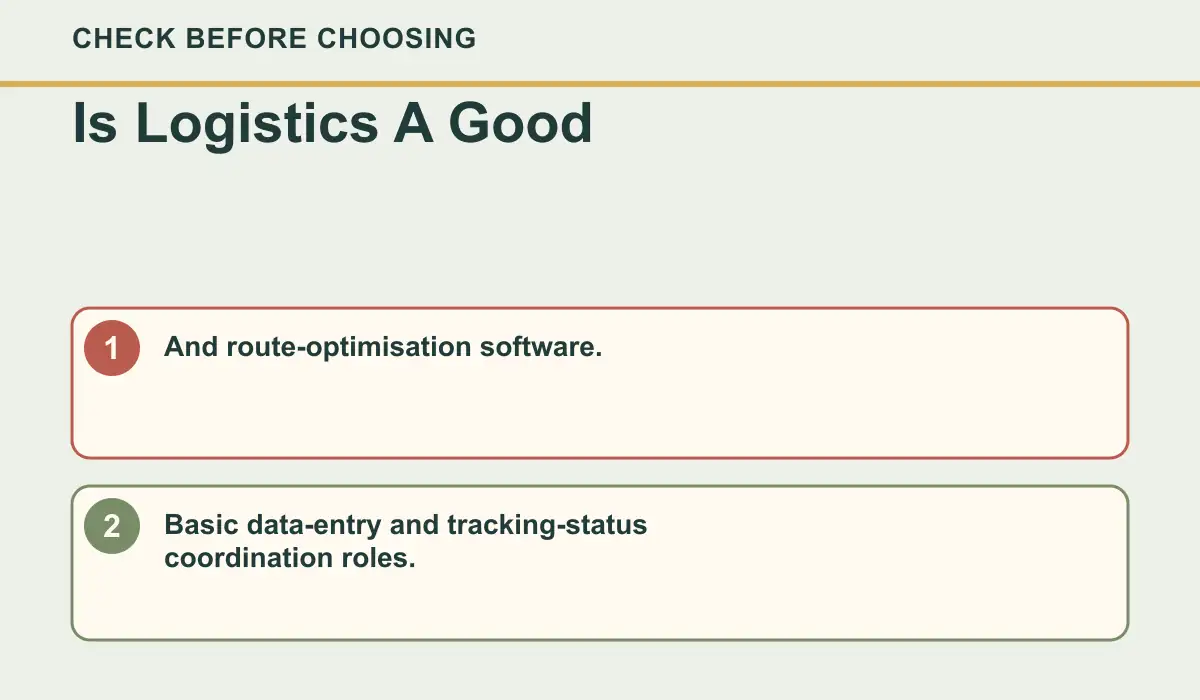 CHECK BEFORE CHOOSING
Is Logistics A Good
1
And route-optimisation software.
2
Basic data-entry and tracking-status
coordination roles.